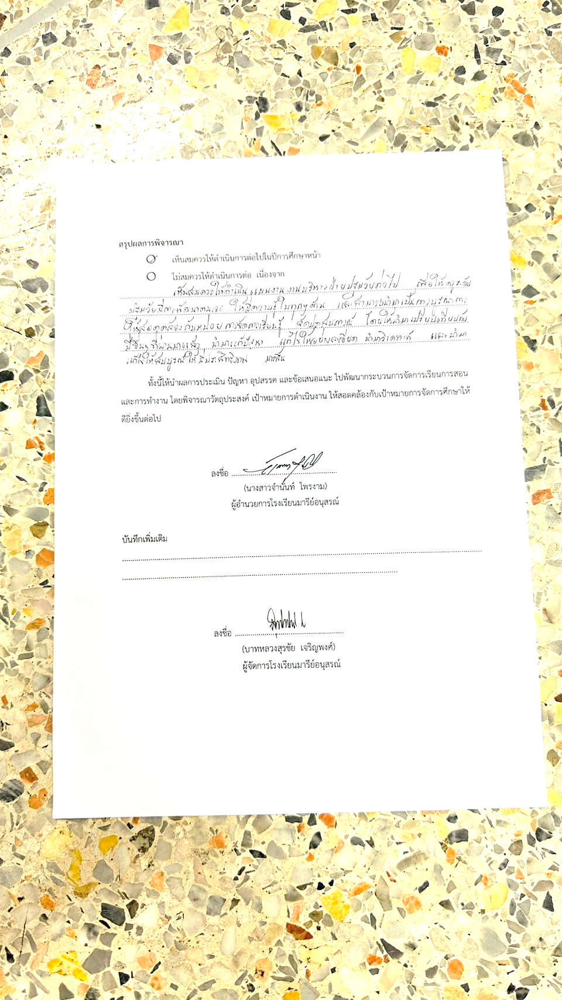 สรุปผลการพิจารณา
เห็นสมควรให้ดำเนินการต่อไปในปีการศึกษาหน้า
ไม่สมควรให้ดำเนินการต่อ เนื่องจาก
เห็นสมควรให้ดำเนินแผนงาน งานบริหารฝ่ายปฐมวัยต่อไป เพื่อให้ครูระดับ
ปฐมวัยมีการพัฒนาตนเอง ให้มีความรู้ในทุกๆด้าน และสามารถนำมาเป็นการบูรณาการ
ให้สอดคล้องกับหน่วยการจัดการเรียนรู้ จัดประสบการณ์ โดยให้นำมาเปรียบเทียบกับ
ปีอื่นๆที่ผ่านมาแล้ว นำมาแก้ปัญหา แก้ไขให้อย่างละเอียด นำมาวิเคราะห์ และนำมา
แก้ไขให้สมบูรณ์ให้มีประสิทธิภาพ มากขึ้น
ทั้งนี้ให้นำผลการประเมิน ปัญหา อุปสรรค และข้อเสนอแนะ ไปพัฒนากระบวนการจัดการเรียนการสอน
และการทำงาน โดยพิจารณาวัตถุประสงค์ เป้าหมายการดำเนินงาน ให้สอดคล้องกับเป้าหมายการจัดการศึกษาให้
ดียิ่งขึ้นต่อไป
ลงชื่อ
(นางสาวจำนันท์ ไพรงาม)
ผู้อำนวยการโรงเรียนมารีย์อนุสรณ์
บันทึกเพิ่มเติม
ลงชื่อ
(บาทหลวงสุรชัย เจริญพงศ์)
ผู้จัดการโรงเรียนมารีย์อนุสรณ์